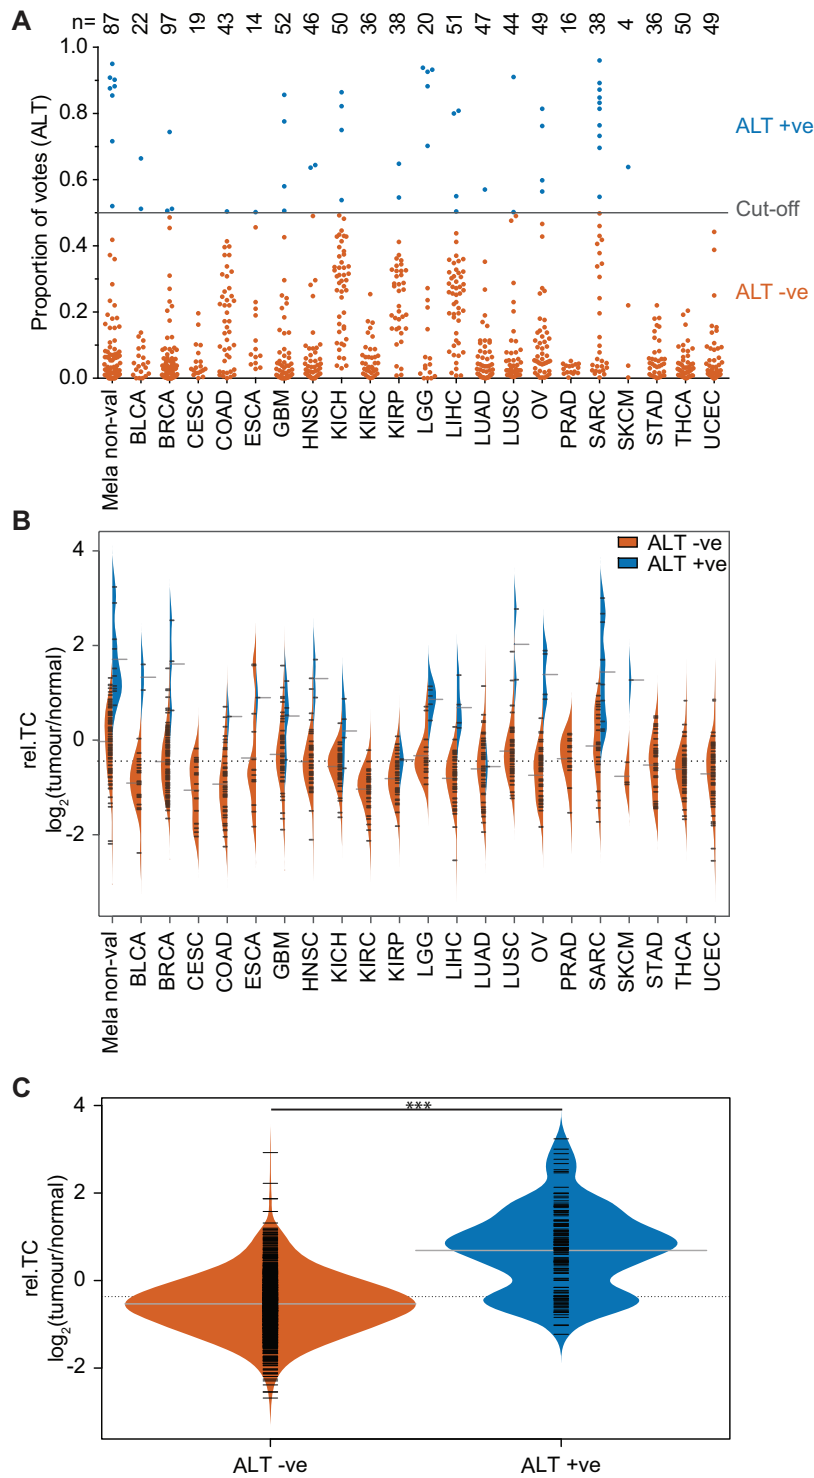 A
n= 87 22 97 19 43 14 52 46 50 36 38 20 51 47 44 49 16 38 4 36 50 49
Proportion of votes (ALT)
1.0
0.8
0.6
0.4
0.2
0.0
ALT +ve
Cut-off
ALT -ve
Mela non-val BLCA BRCA CESC COAD ESCA GBM HNSC KICH KIRC KIRP LGG LIHC LUAD LUSC OV PRAD SARC SKCM STAD THCA UCEC
B
rel.TC
log2(tumour/normal)
4
2
0
-2
ALT -ve
ALT +ve
Mela non-val BLCA BRCA CESC COAD ESCA GBM HNSC KICH KIRC KIRP LGG LIHC LUAD LUSC OV PRAD SARC SKCM STAD THCA UCEC
C
rel.TC
log2(tumour/normal)
4
2
0
-2
***
ALT -ve ALT +ve